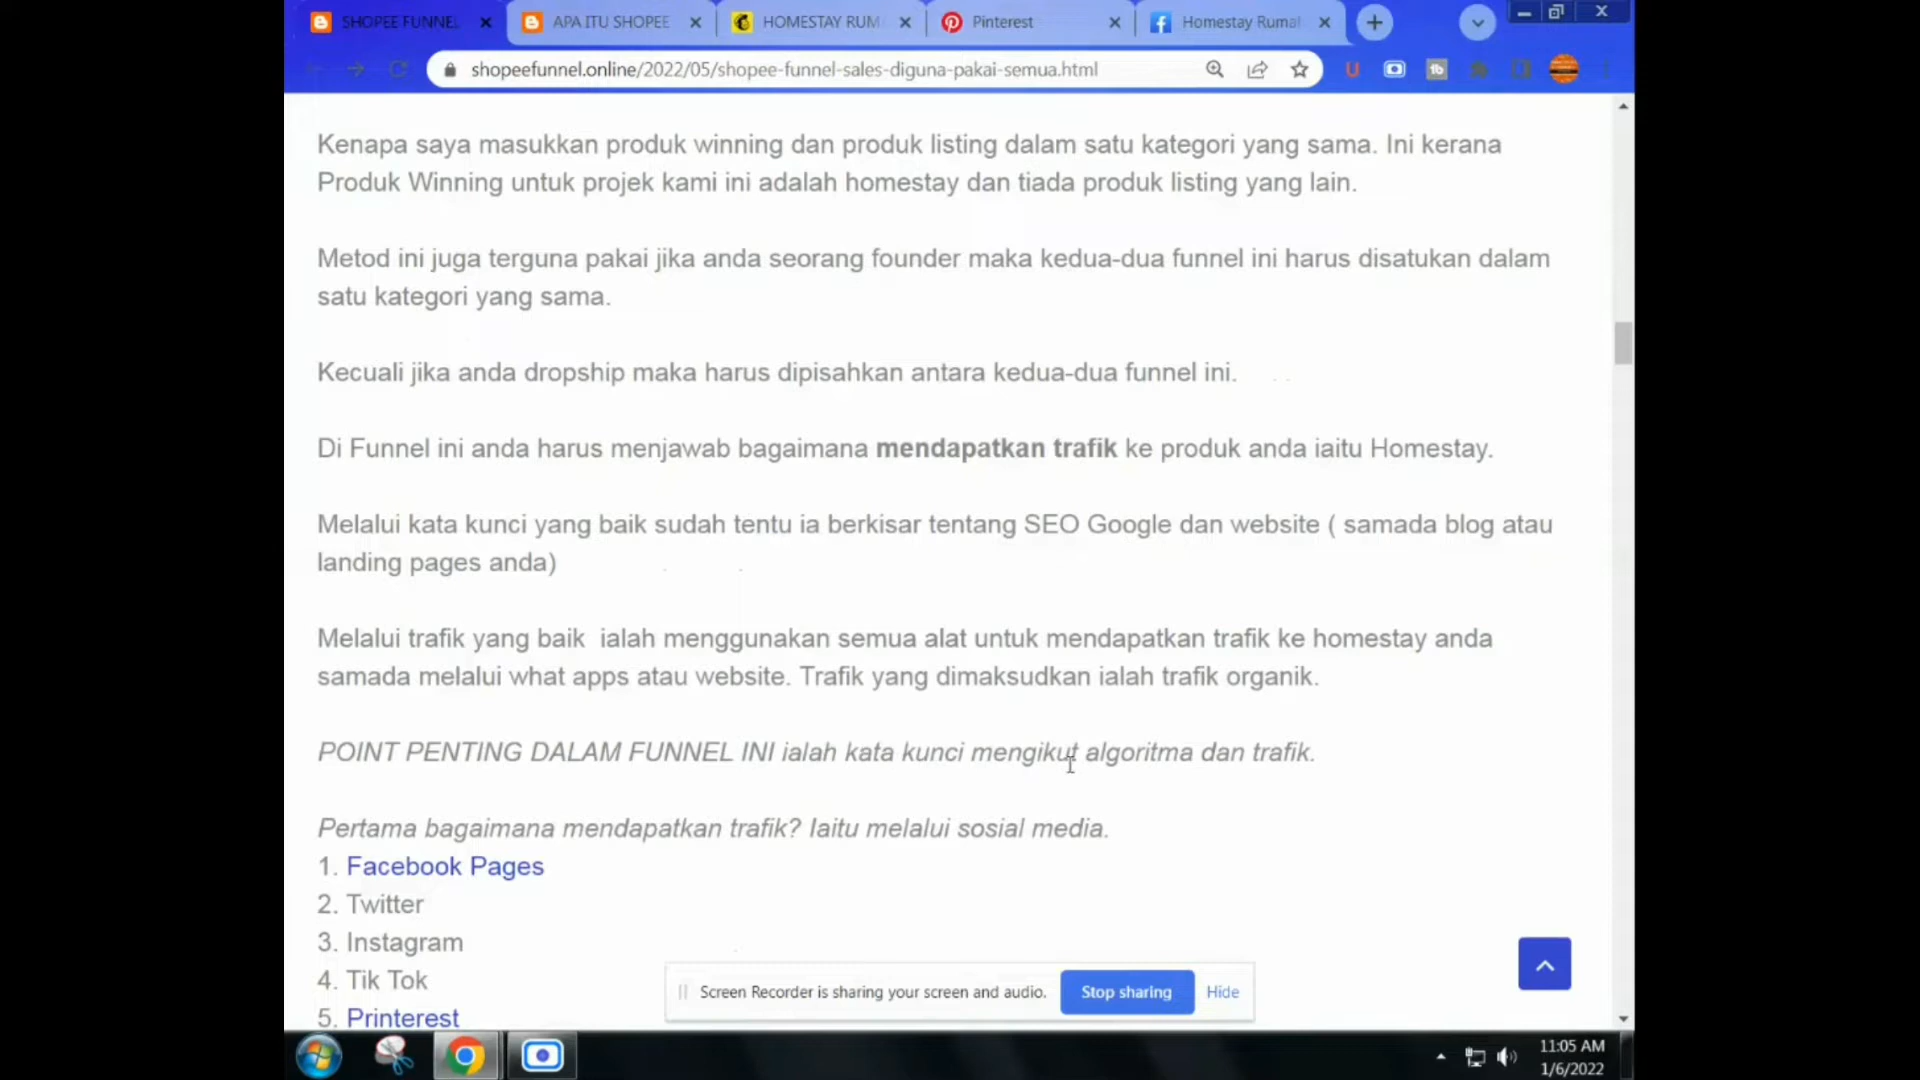 SHOPEE FUNNEL
APA ITU SHOPEE
HOMESTAY RUM
Pinterest
Homestay Ruma
shopeefunnel.online/2022/05/shopee-funnel-sales-diguna-pakai-semua.html
Kenapa saya masukkan produk winning dan produk listing dalam satu kategori yang sama. Ini kerana
Produk Winning untuk projek kami ini adalah homestay dan tiada produk listing yang lain.
Metod ini juga terguna pakai jika anda seorang founder maka kedua-dua funnel ini harus disatukan dalam
satu kategori yang sama.
Kecuali jika anda dropship maka harus dipisahkan antara kedua-dua funnel ini.
Di Funnel ini anda harus menjawab bagaimana mendapatkan trafik ke produk anda iaitu Homestay.
Melalui kata kunci yang baik sudah tentu ia berkisar tentang SEO Google dan website ( samada blog atau
landing pages anda)
Melalui trafik yang baik  ialah menggunakan semua alat untuk mendapatkan trafik ke homestay anda
samada melalui what apps atau website. Trafik yang dimaksudkan ialah trafik organik.
POINT PENTING DALAM FUNNEL INI ialah kata kunci mengikut algoritma dan trafik.
Pertama bagaimana mendapatkan trafik? Iaitu melalui sosial media.
1. Facebook Pages
2. Twitter
3. Instagram
4. Tik Tok
5. Printerest
Screen Recorder is sharing your screen and audio.
Stop sharing
Hide
11:05 AM
1/6/2022